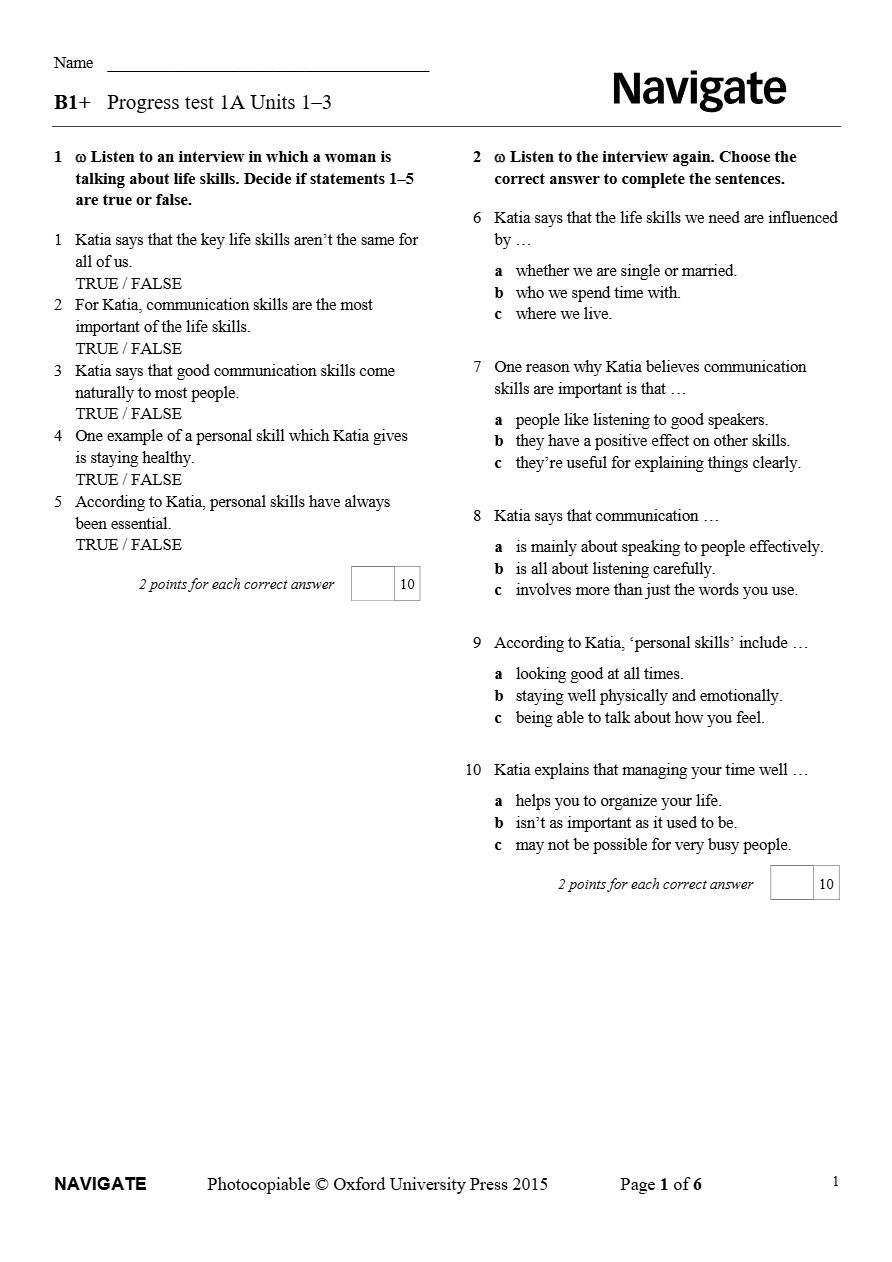 Name
Navigate
B1+ Progress test 1A Units 1–3
1 ω Listen to an interview in which a woman is
talking about life skills. Decide if statements 1–5
are true or false.
1 Katia says that the key life skills aren’t the same for
all of us.
TRUE / FALSE
2 For Katia, communication skills are the most
important of the life skills.
TRUE / FALSE
3 Katia says that good communication skills come
naturally to most people.
TRUE / FALSE
4 One example of a personal skill which Katia gives
is staying healthy.
TRUE / FALSE
5 According to Katia, personal skills have always
been essential.
TRUE / FALSE
2 points for each correct answer 10
2 ω Listen to the interview again. Choose the
correct answer to complete the sentences.
6 Katia says that the life skills we need are influenced
by …
a whether we are single or married.
b who we spend time with.
c where we live.
7 One reason why Katia believes communication
skills are important is that …
a people like listening to good speakers.
b they have a positive effect on other skills.
c they’re useful for explaining things clearly.
8 Katia says that communication …
a is mainly about speaking to people effectively.
b is all about listening carefully.
c involves more than just the words you use.
9 According to Katia, ‘personal skills’ include …
a looking good at all times.
b staying well physically and emotionally.
c being able to talk about how you feel.
10 Katia explains that managing your time well …
a helps you to organize your life.
b isn’t as important as it used to be.
c may not be possible for very busy people.
2 points for each correct answer 10
NAVIGATE Photocopiable © Oxford University Press 2015 Page 1 of 6 1